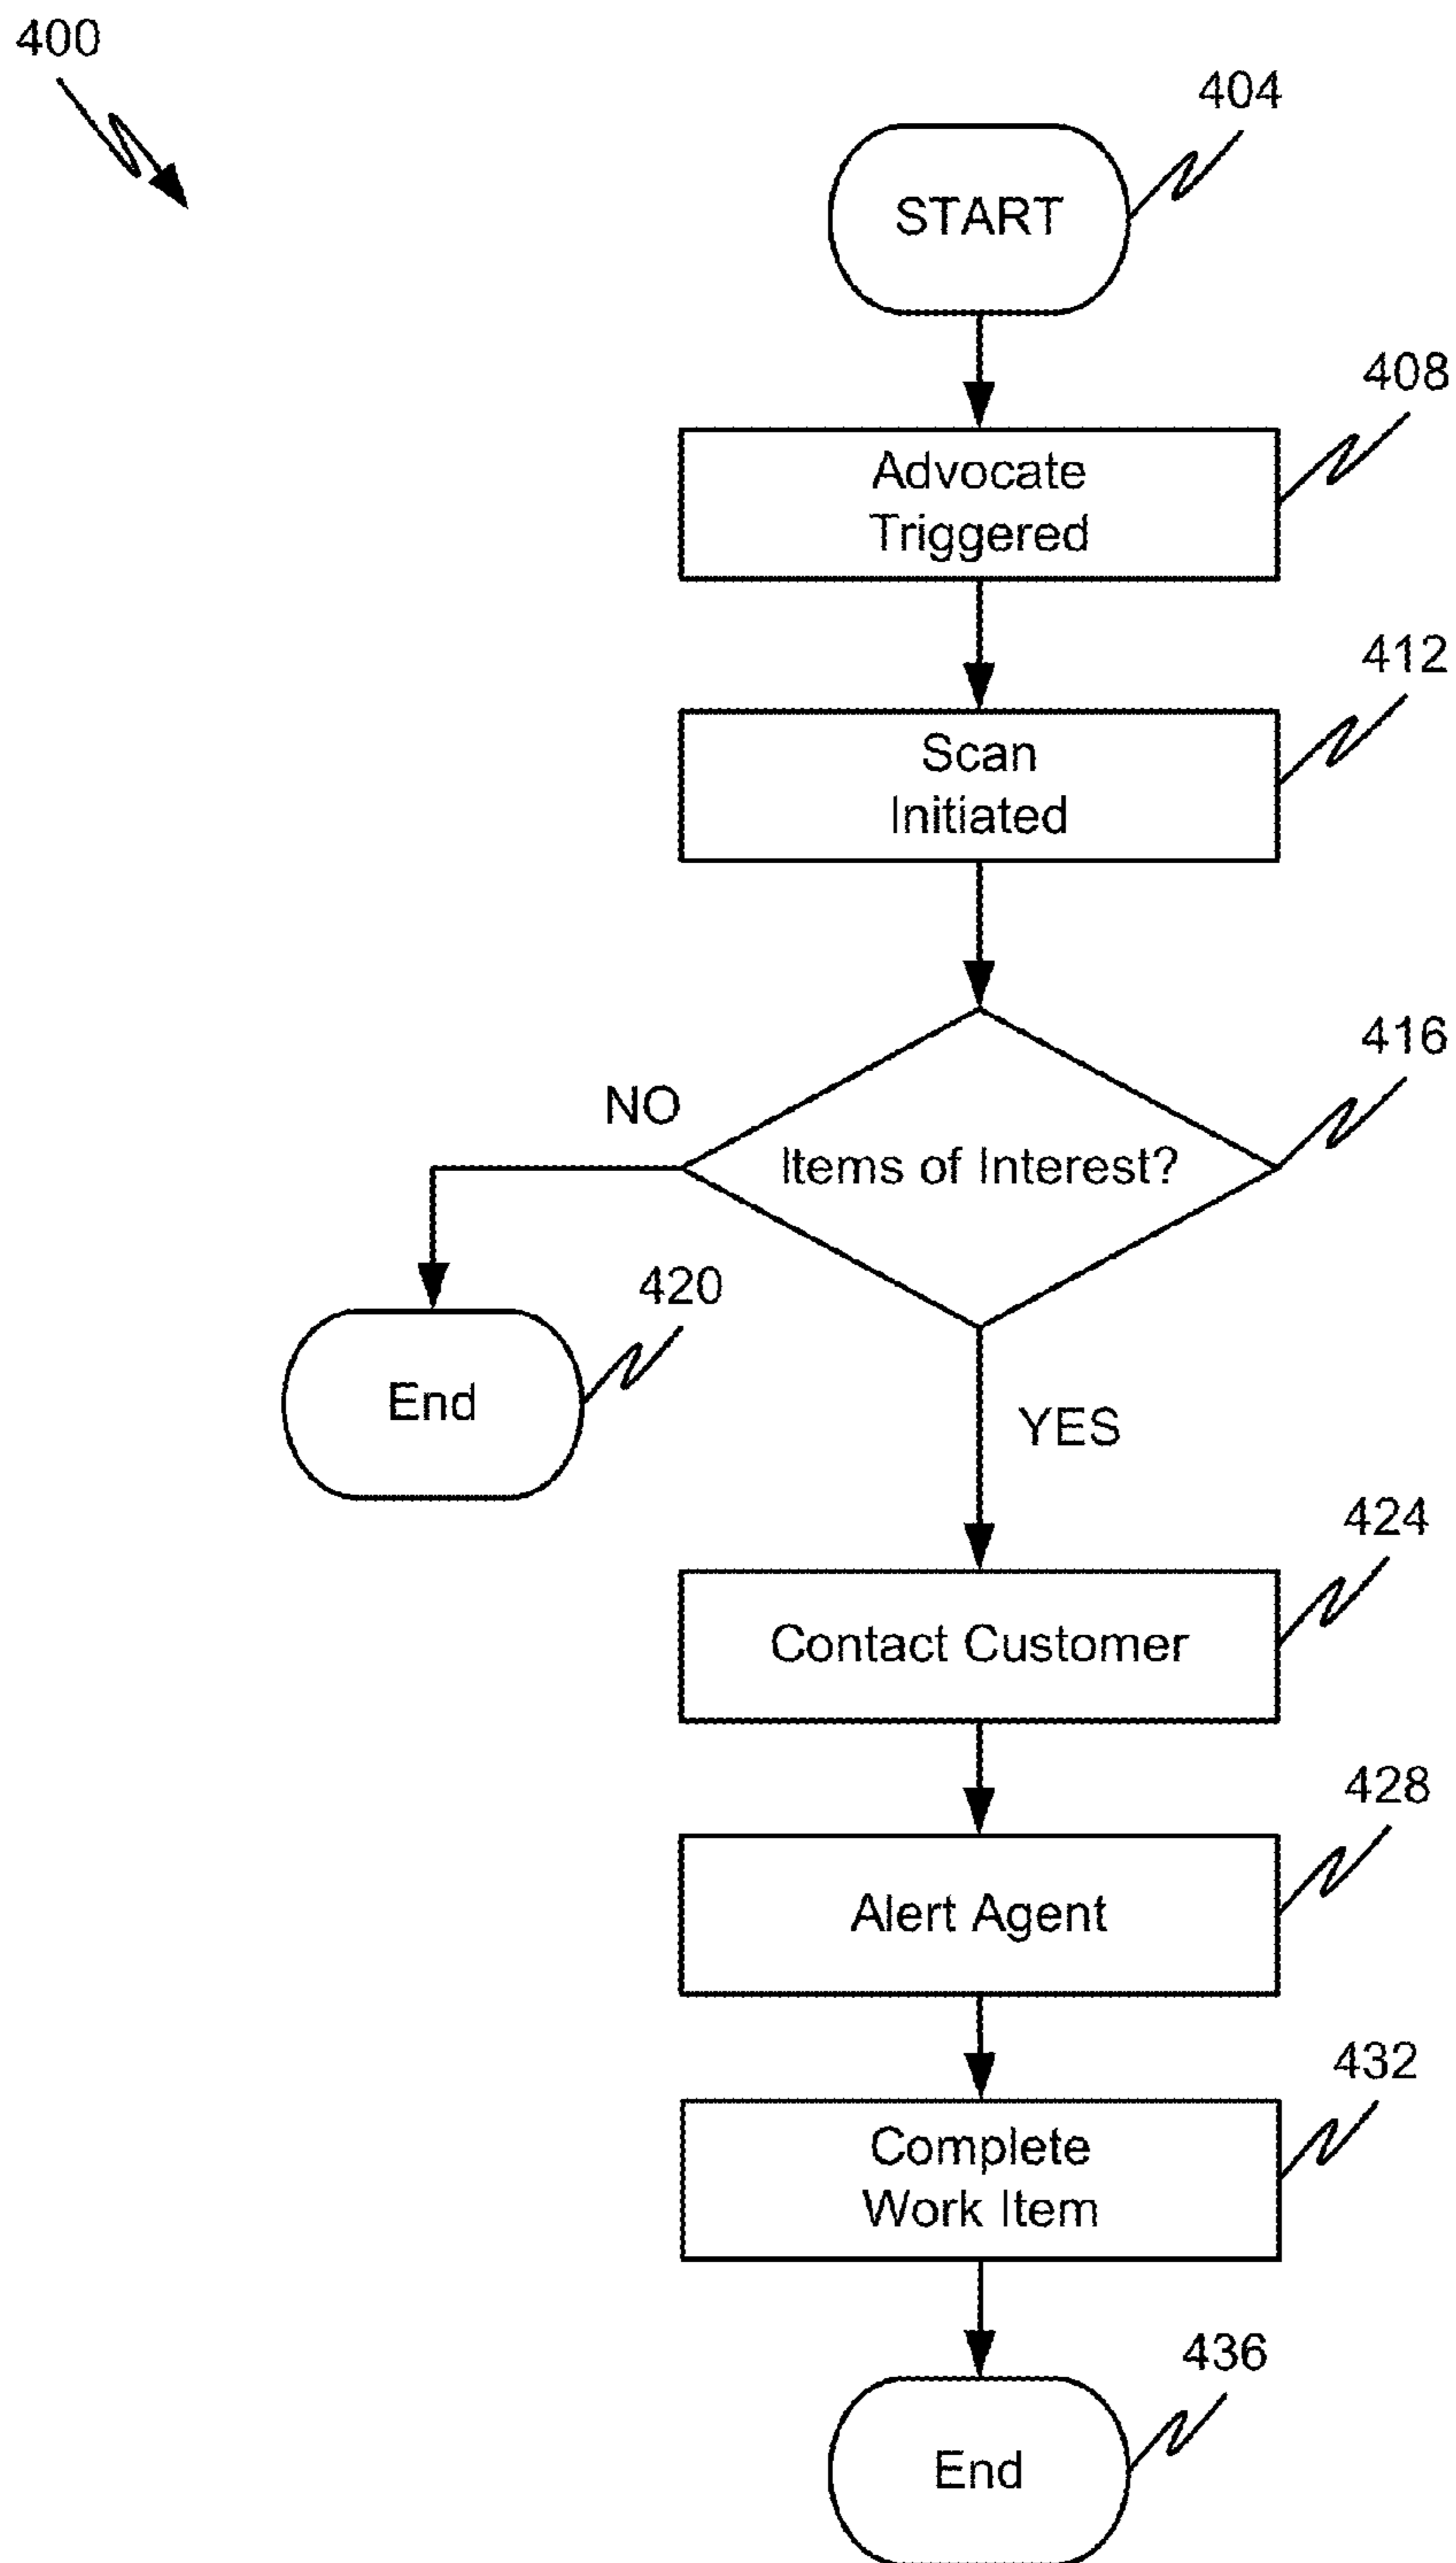 400
404
START
408
Advocate
Triggered
412
Scan
Initiated
416
NO
Items of Interest?
420
End
YES
424
Contact Customer
428
Alert Agent
432
Complete
Work Item
436
End